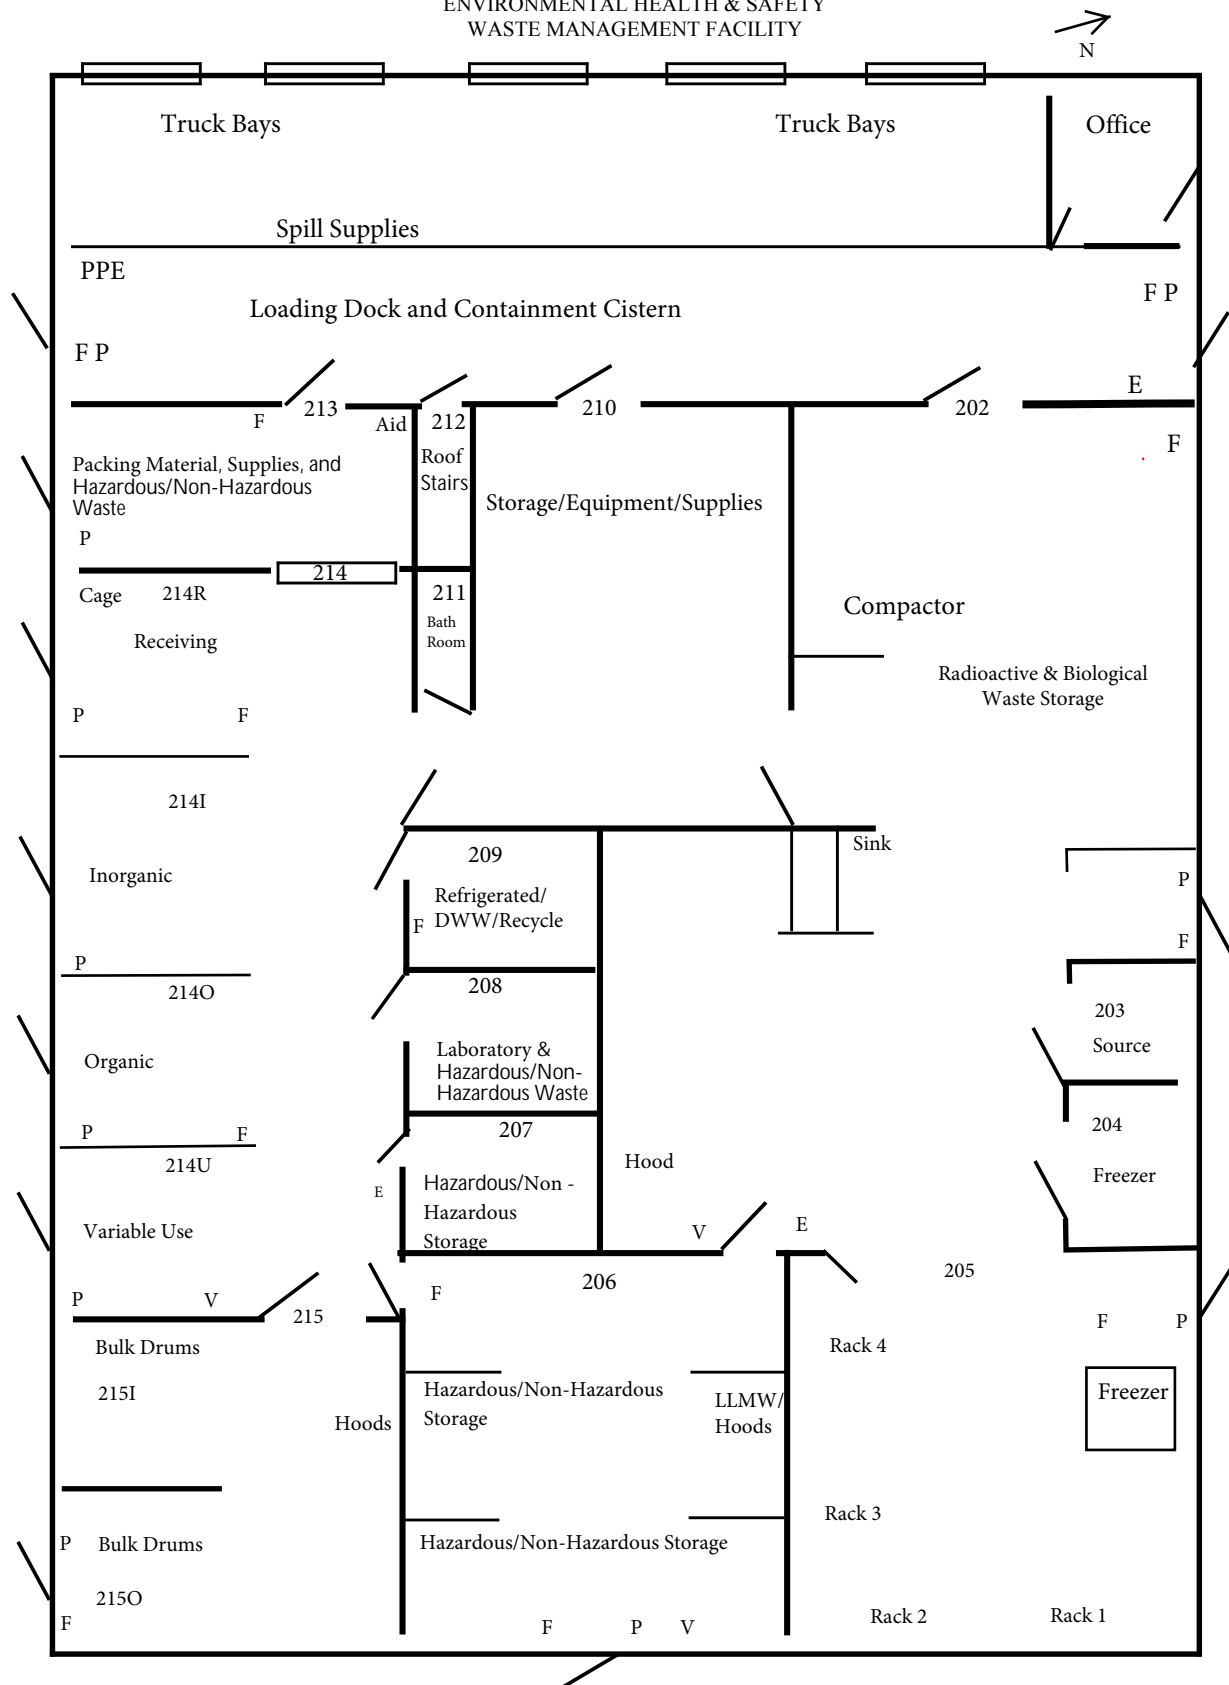 ENVIRONMENTAL HEALTH & SAFETY
WASTE MANAGEMENT FACILITY
N
Truck Bays
Truck Bays
Office
Spill Supplies
PPE
F P
Loading Dock and Containment Cistern
F P
E
213
212
210
202
F
Aid
F
Packing Material, Supplies, and
Hazardous/Non-Hazardous
Waste
P
Roof
Stairs
Storage/Equipment/Supplies
214
Cage
214R
211
Bath
Room
Receiving
Compactor
Radioactive & Biological
Waste Storage
P
F
214I
Inorganic
P
214O
Organic
P
F
214U
Variable Use
P
V
209
Refrigerated/
DWW/Recycle
F
208
Laboratory &
Hazardous/Non-
Hazardous Waste
207
E
Hazardous/Non -
Hazardous
Storage
Sink
Hood
V
E
P
F
203
Source
204
Freezer
205
206
F
F
P
215
Bulk Drums
215I
Hoods
Hazardous/Non-Hazardous
Storage
LLMW/
Hoods
Rack 4
Freezer
Rack 3
P
Bulk Drums
215O
F
Hazardous/Non-Hazardous Storage
F
P
V
Rack 2
Rack 1